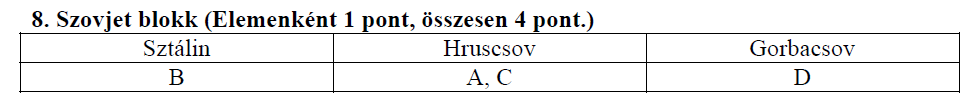 8. Szovjet blokk (Elemenként 1 pont, összesen 4 pont.)
Sztálin Hruscsov Gorbacsov
B A, C D